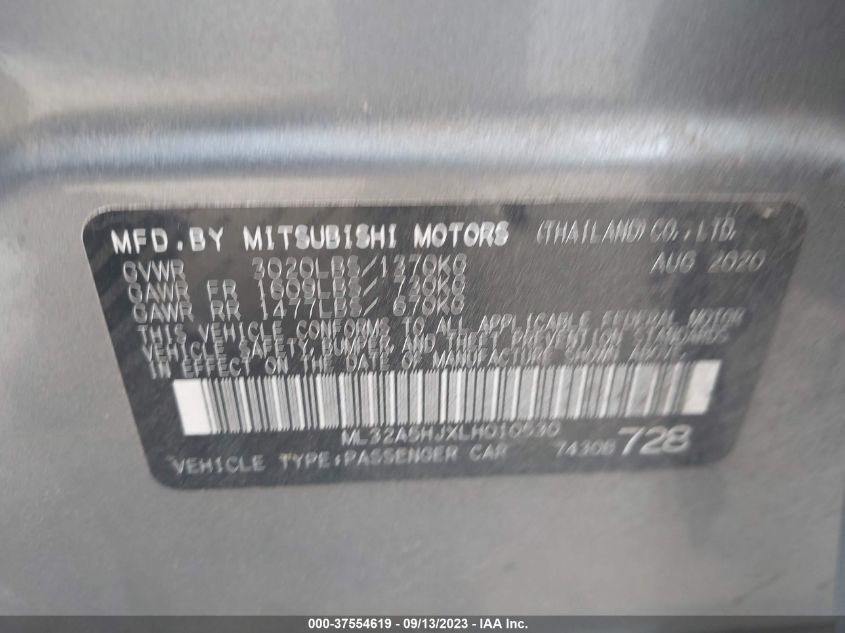 MFD.BY MITSUBISHI MOTORS (THAILAND)CO.,LTD.
GVWR 3020LBS/1370KG AUG 2020
GAWR FR 1609LBS/ 730KG
GAWR RR 1477LBS/ 670KG
THIS VEHICLE CONFORMS TO ALL APPLICABLE FEDERAL MOTOR
VEHICLE SAFETY, BUMPER AND THEFT PREVENTION STANDARDS
IN EFFECT ON THE DATE OF MANUFACTURE SHOWN ABOVE.
VEHICLE TYPE:PASSENGER CAR 74306 728
000-37554619 - 09/13/2023 - IAA Inc.